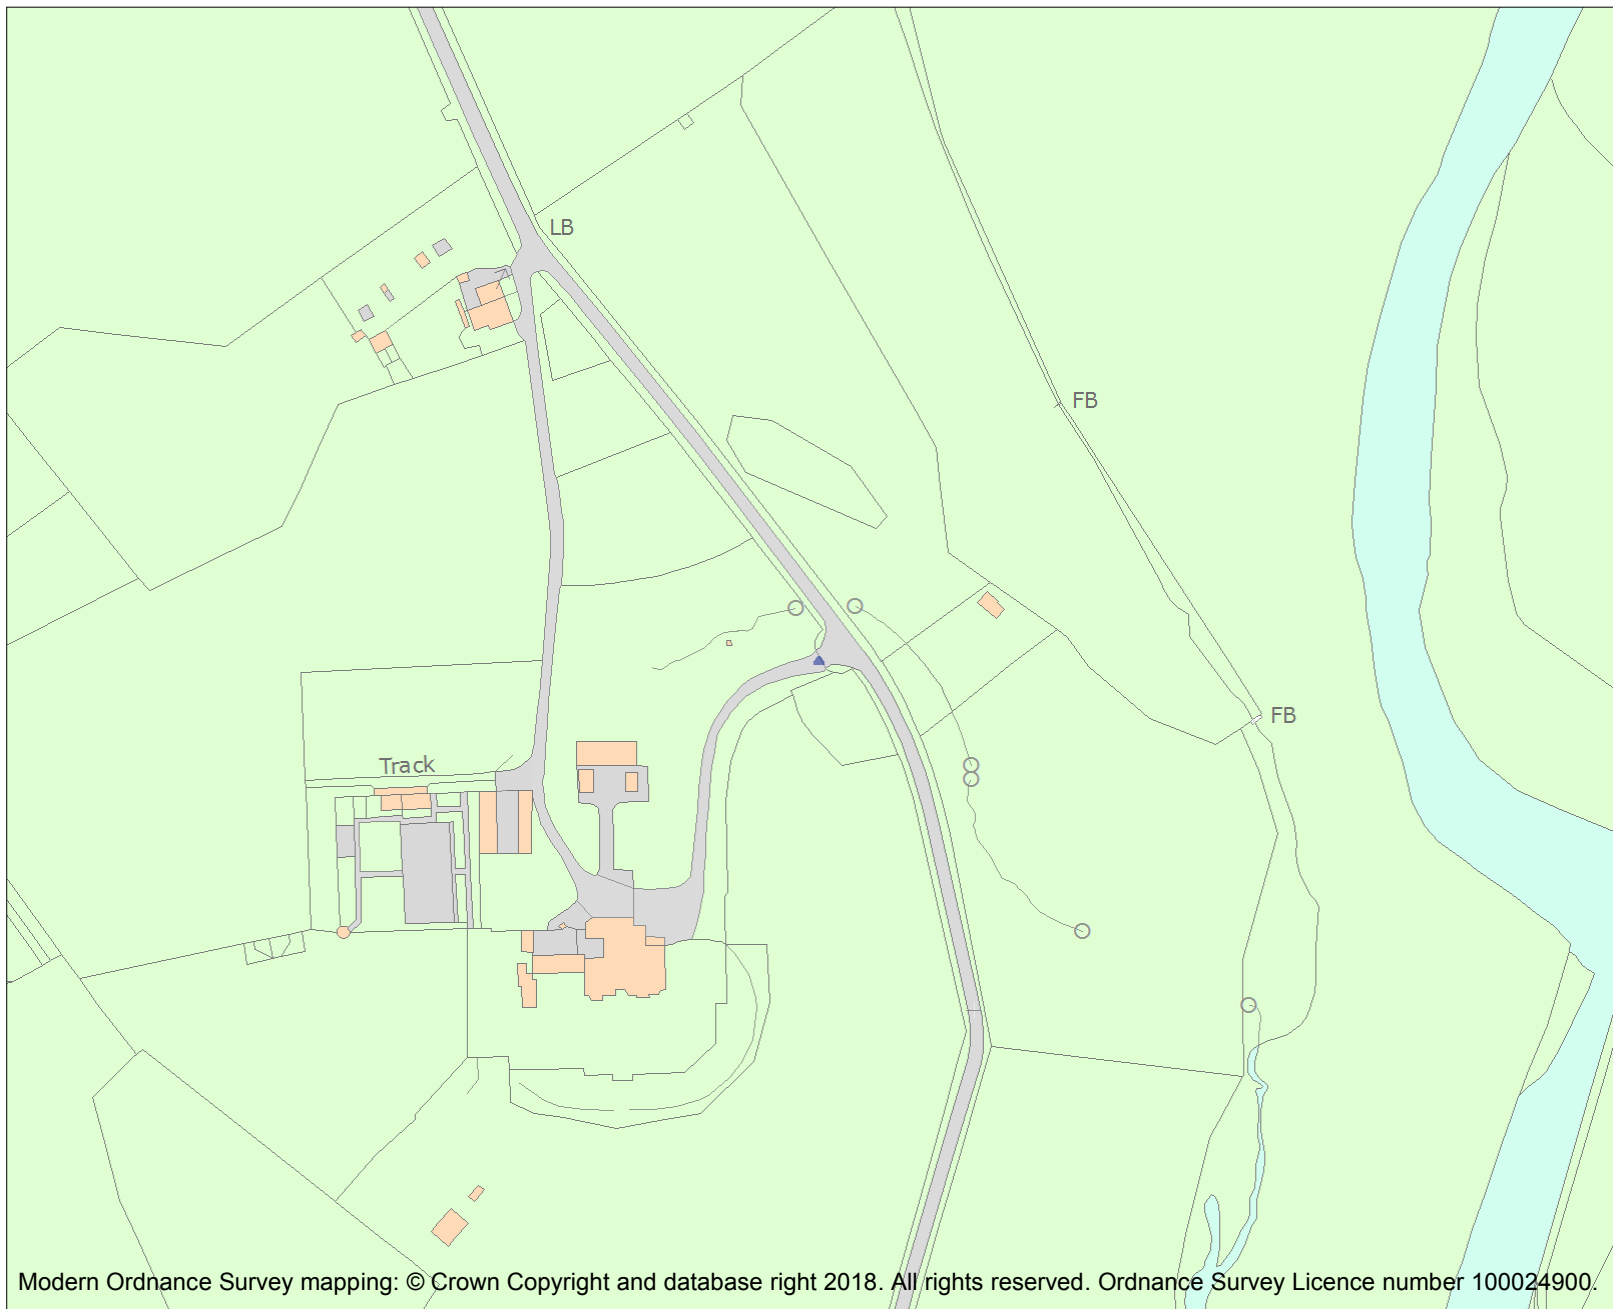 LB
FB
FB
Track
Modern Ordnance Survey mapping: © Crown Copyright and database right 2018. All rights reserved. Ordnance Survey Licence number 100024900.